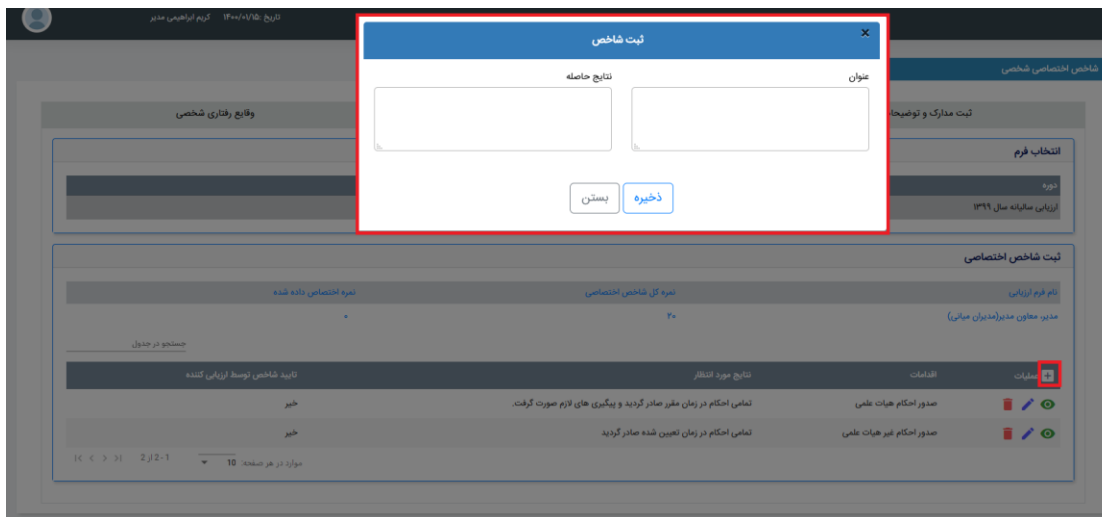 تاریخ :۱۴۰۰/۰۱/۱۵ کریم ابراهیمی مدیر
ثبت شاخص
×
شاخص اختصاصی شخصی
عنوان
نتایج حاصله
ثبت مدارک و توضیحا
وقایع رفتاری شخصی
انتخاب فرم
دوره
ارزیابی سالیانه سال ۱۳۹۹
ذخیره
بستن
ثبت شاخص اختصاصی
نام فرم ارزیابی نمره کل شاخص اختصاصی نمره اختصاص داده شده
مدیر، معاون مدیر(مدیران میانی) ۲۰ ۰
جستجو در جدول
عملیات اقدامات نتایج مورد انتظار تایید شاخص توسط ارزیابی کننده
صدور احکام هیات علمی تمامی احکام در زمان مقرر صادر گردید و پیگیری های لازم صورت گرفت. خیر
صدور احکام غیر هیات علمی تمامی احکام در زمان تعیین شده صادر گردید خیر
موارد در هر صفحه: 10 1 - 2 از 2